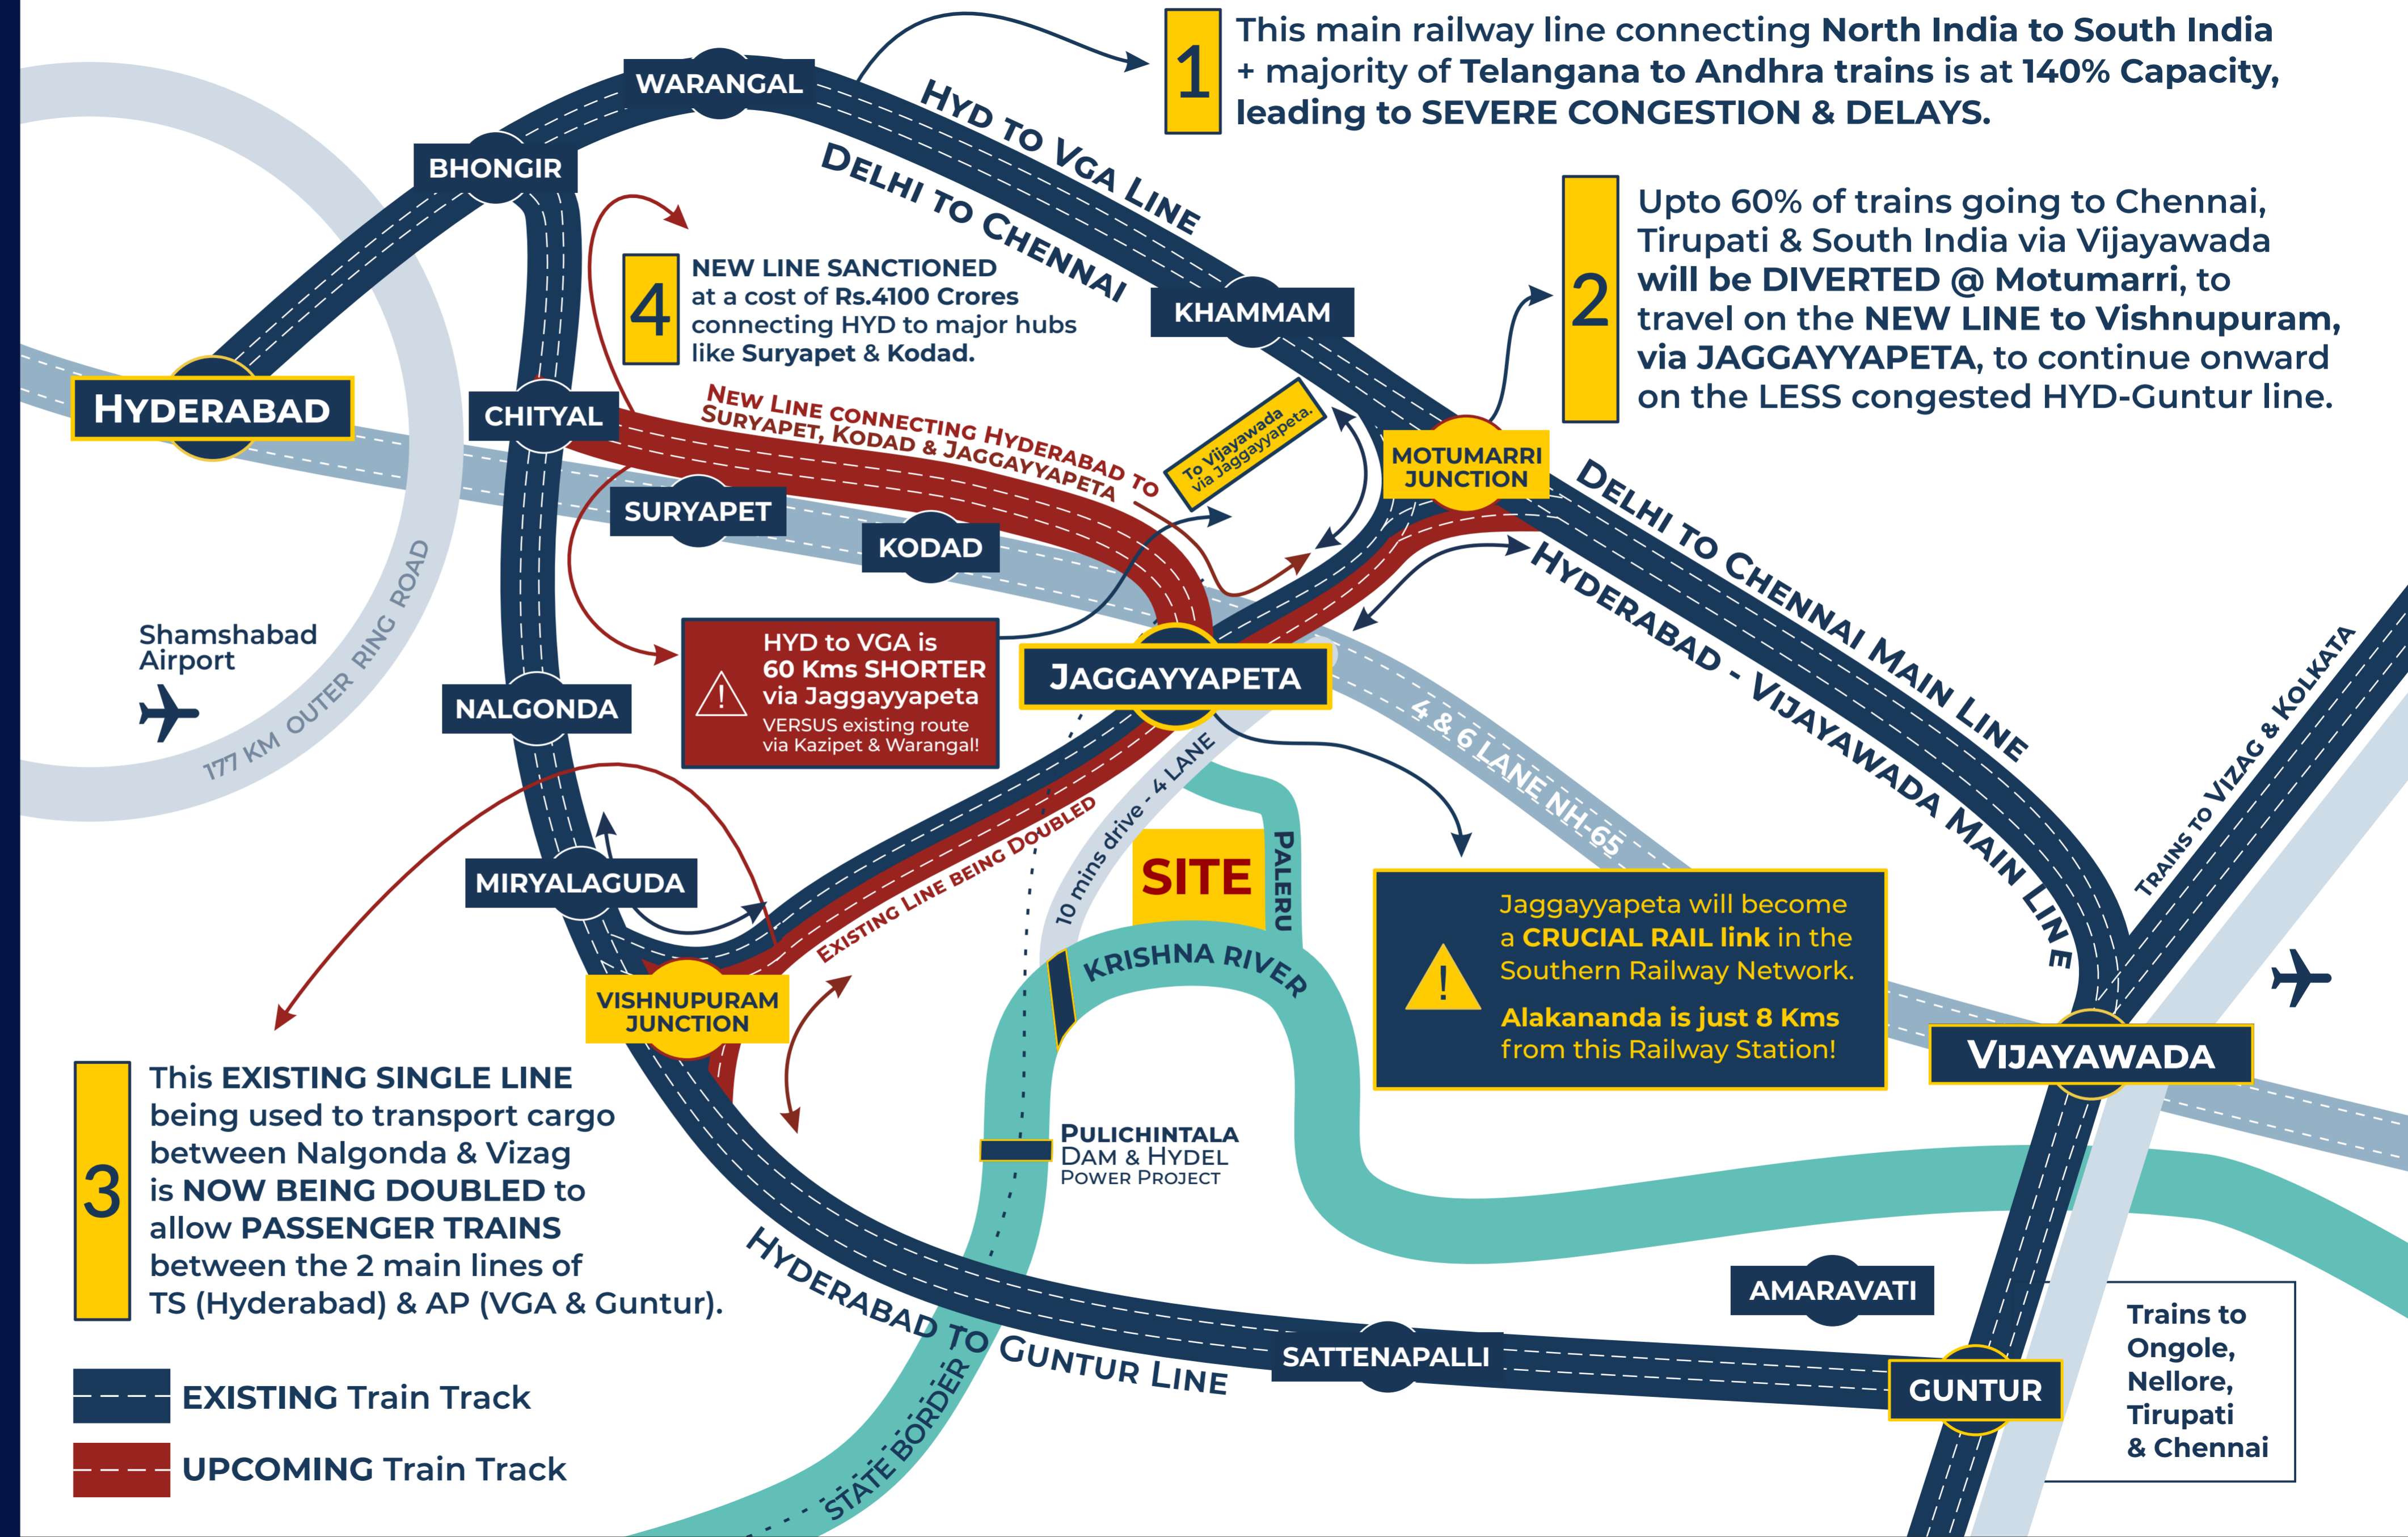 1
This main railway line connecting North India to South India
+ majority of Telangana to Andhra trains is at 140% Capacity,
leading to SEVERE CONGESTION & DELAYS.
WARANGAL
BHONGIR
HYD TO VGA LINE
DELHI TO CHENNAI
2
Upto 60% of trains going to Chennai,
Tirupati & South India via Vijayawada
will be DIVERTED @ Motumarri, to
travel on the NEW LINE to Vishnupuram,
via JAGGAYYAPETA, to continue onward
on the LESS congested HYD-Guntur line.
4
NEW LINE SANCTIONED
at a cost of Rs.4100 Crores
connecting HYD to major hubs
like Suryapet & Kodad.
KHAMMAM
HYDERABAD
CHITYAL
NEW LINE CONNECTING HYDERABAD TO
SURYAPET, KODAD & JAGGAYYAPETA
To Vijayawada
via Jaggayyapeta.
MOTUMARRI
JUNCTION
SURYAPET
KODAD
DELHI TO CHENNAI MAIN LINE
HYDERABAD - VIJAYAWADA MAIN LINE
TRAINS TO VIZAG & KOLKATA
Shamshabad
Airport
177 KM OUTER RING ROAD
HYD to VGA is
60 Kms SHORTER
via Jaggayyapeta
VERSUS existing route
via Kazipet & Warangal!
JAGGAYYAPETA
NALGONDA
4 & 6 LANE NH-65
10 mins drive - 4 LANE
EXISTING LINE BEING DOUBLED
SITE
PALERU
MIRYALAGUDA
KRISHNA RIVER
Jaggayyapeta will become
a CRUCIAL RAIL link in the
Southern Railway Network.
Alakananda is just 8 Kms
from this Railway Station!
VISHNUPURAM
JUNCTION
VIJAYAWADA
3
This EXISTING SINGLE LINE
being used to transport cargo
between Nalgonda & Vizag
is NOW BEING DOUBLED to
allow PASSENGER TRAINS
between the 2 main lines of
TS (Hyderabad) & AP (VGA & Guntur).
PULICHINTALA
DAM & HYDEL
POWER PROJECT
HYDERABAD TO GUNTUR LINE
STATE BORDER
SATTENAPALLI
AMARAVATI
GUNTUR
Trains to
Ongole,
Nellore,
Tirupati
& Chennai
EXISTING Train Track
UPCOMING Train Track